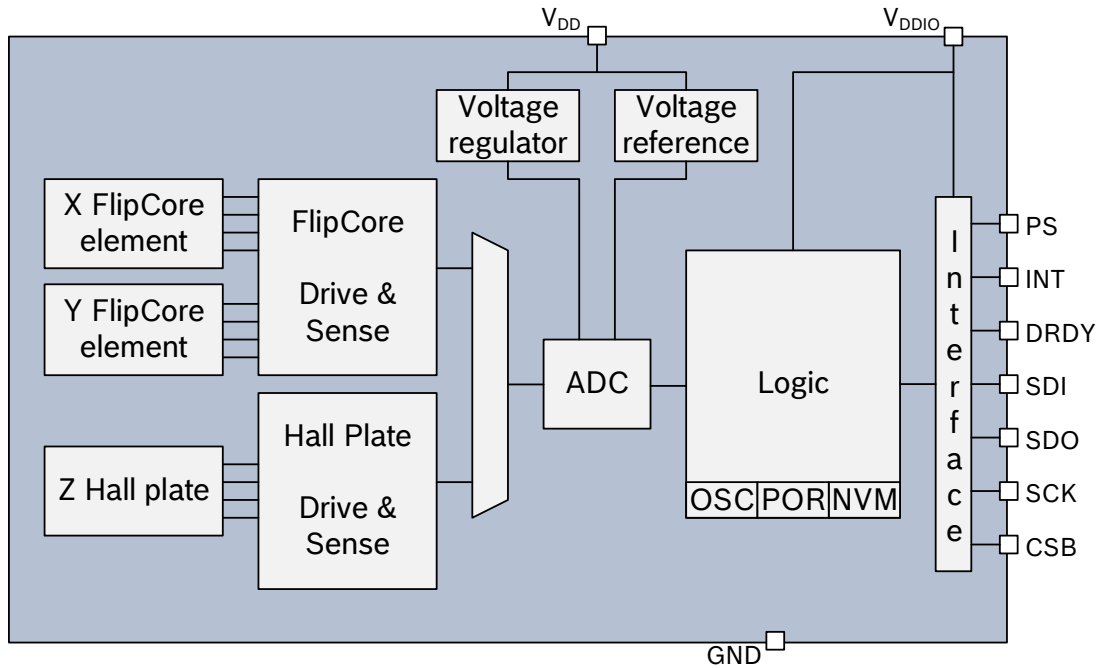 VDD
VDDIO
Voltage
regulator
Voltage
reference
X FlipCore
element
Y FlipCore
element
Z Hall plate
FlipCore
Drive &
Sense
Hall Plate
Drive &
Sense
ADC
Logic
OSC
POR
NVM
Interface
PS
INT
DRDY
SDI
SDO
SCK
CSB
GND